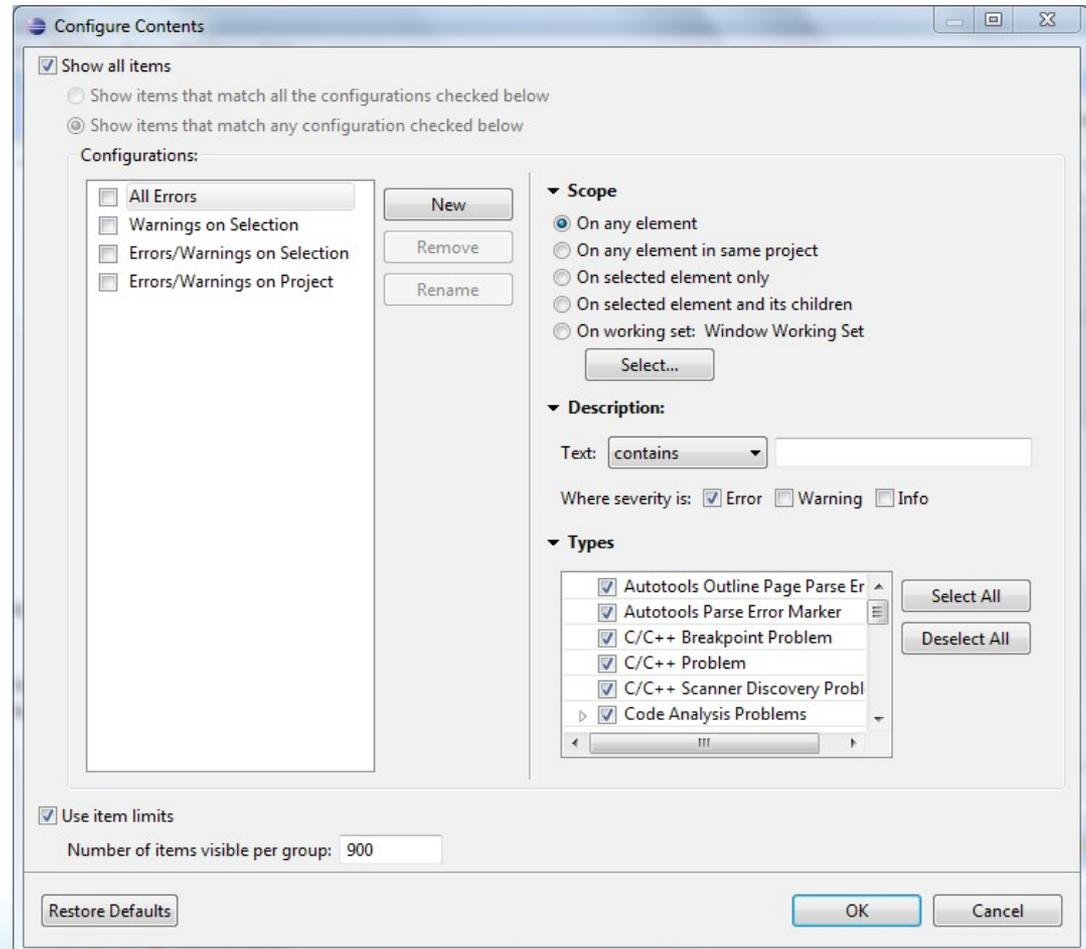 Configure Contents
Show all items
Show items that match all the configurations checked below
Show items that match any configuration checked below
Configurations:
All Errors
Warnings on Selection
Errors/Warnings on Selection
Errors/Warnings on Project
New
Remove
Rename
Scope
On any element
On any element in same project
On selected element only
On selected element and its children
On working set: Window Working Set
Select...
Description:
Text: contains
Where severity is: Error Warning Info
Types
Autotools Outline Page Parse Er
Autotools Parse Error Marker
C/C++ Breakpoint Problem
C/C++ Problem
C/C++ Scanner Discovery Probl
Code Analysis Problems
Select All
Deselect All
Use item limits
Number of items visible per group: 900
Restore Defaults
OK
Cancel